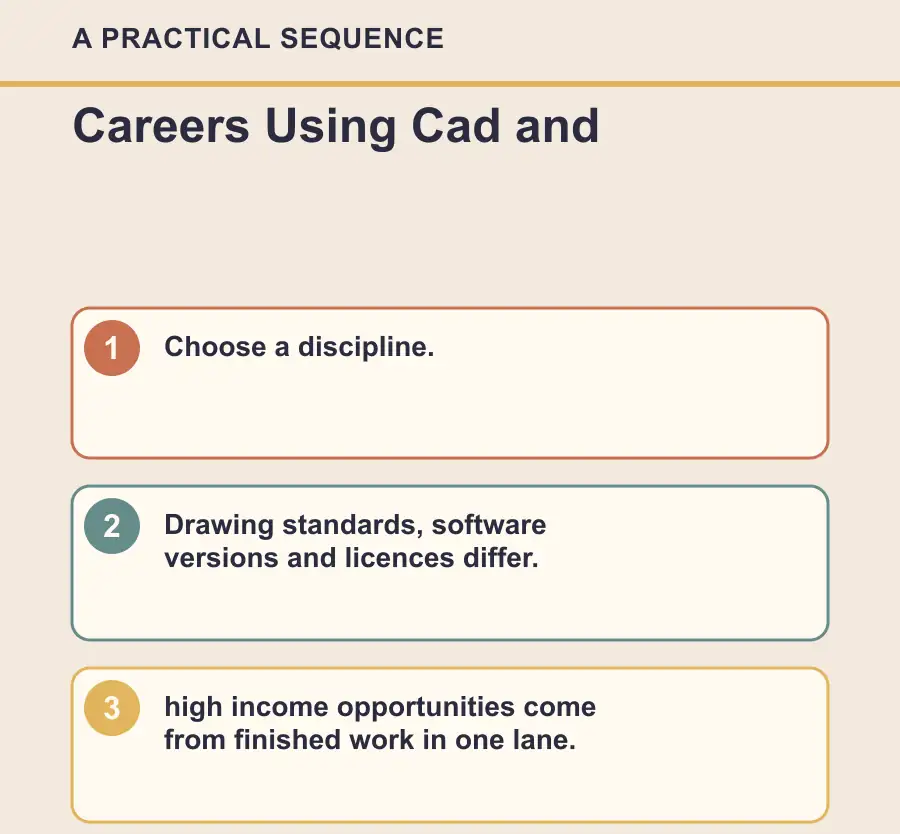 A PRACTICAL SEQUENCE
Careers Using Cad and
1
Choose a discipline.
2
Drawing standards, software
versions and licences differ.
3
high income opportunities come
from finished work in one lane.